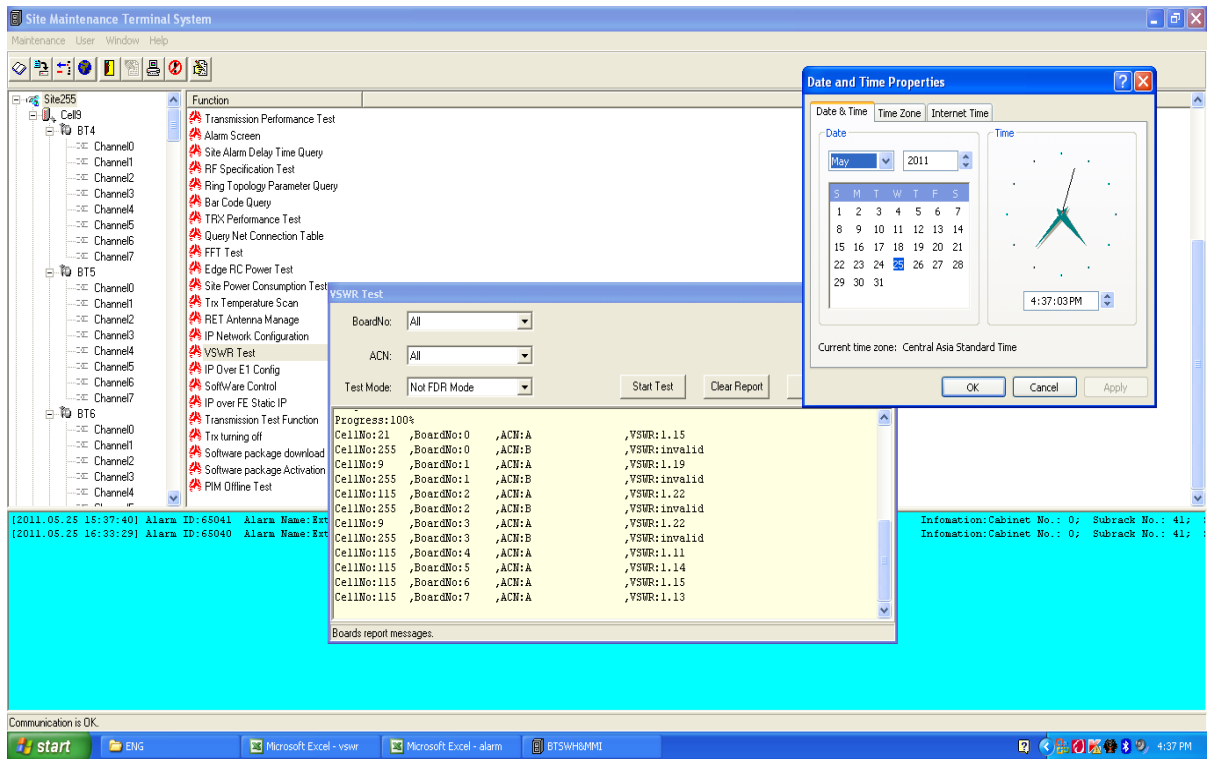 Site Maintenance Terminal System
Maintenance User Window Help
Site255
Cell9
BT4
Channel0
Channel1
Channel2
Channel3
Channel4
Channel5
Channel6
Channel7
BT5
Channel0
Channel1
Channel2
Channel3
Channel4
Channel5
Channel6
Channel7
BT6
Channel0
Channel1
Channel2
Channel3
Channel4
Function
Transmission Performance Test
Alarm Screen
Site Alarm Delay Time Query
RF Specification Test
Ring Topology Parameter Query
Bar Code Query
TRX Performance Test
Query Net Connection Table
FFT Test
Edge RC Power Test
Site Power Consumption Test
Trx Temperature Scan
RET Antenna Manage
IP Network Configuration
VSWR Test
IP Over E1 Config
SoftWare Control
IP over FE Static IP
Transmission Test Function
Trx turning off
Software package download
Software package Activation
PIM Offline Test
VSWR Test
BoardNo: All
ACN: All
Test Mode: Not FDR Mode
Start Test Clear Report
Progress:100%
CellNo:21 ,BoardNo:0 ,ACN:A ,VSWR:1.15
CellNo:255 ,BoardNo:0 ,ACN:B ,VSWR:invalid
CellNo:9 ,BoardNo:1 ,ACN:A ,VSWR:1.19
CellNo:255 ,BoardNo:1 ,ACN:B ,VSWR:invalid
CellNo:115 ,BoardNo:2 ,ACN:A ,VSWR:1.22
CellNo:255 ,BoardNo:2 ,ACN:B ,VSWR:invalid
CellNo:9 ,BoardNo:3 ,ACN:A ,VSWR:1.22
CellNo:255 ,BoardNo:3 ,ACN:B ,VSWR:invalid
CellNo:115 ,BoardNo:4 ,ACN:A ,VSWR:1.11
CellNo:115 ,BoardNo:5 ,ACN:A ,VSWR:1.14
CellNo:115 ,BoardNo:6 ,ACN:A ,VSWR:1.15
CellNo:115 ,BoardNo:7 ,ACN:A ,VSWR:1.13
Boards report messages.
Date and Time Properties
Date & Time Time Zone Internet Time
Date
May 2011
S M T W T F S
1 2 3 4 5 6 7
8 9 10 11 12 13 14
15 16 17 18 19 20 21
22 23 24 25 26 27 28
29 30 31
Time
4:37:03 PM
Current time zone: Central Asia Standard Time
OK Cancel Apply
[2011.05.25 15:37:40] Alarm ID:65041 Alarm Name:Ext Infomation:Cabinet No.: 0; Subrack No.: 41;
[2011.05.25 16:33:29] Alarm ID:65040 Alarm Name:Ext Infomation:Cabinet No.: 0; Subrack No.: 41;
Communication is OK.
start ENG Microsoft Excel - vswr Microsoft Excel - alarm BTSWH6MMI 4:37 PM